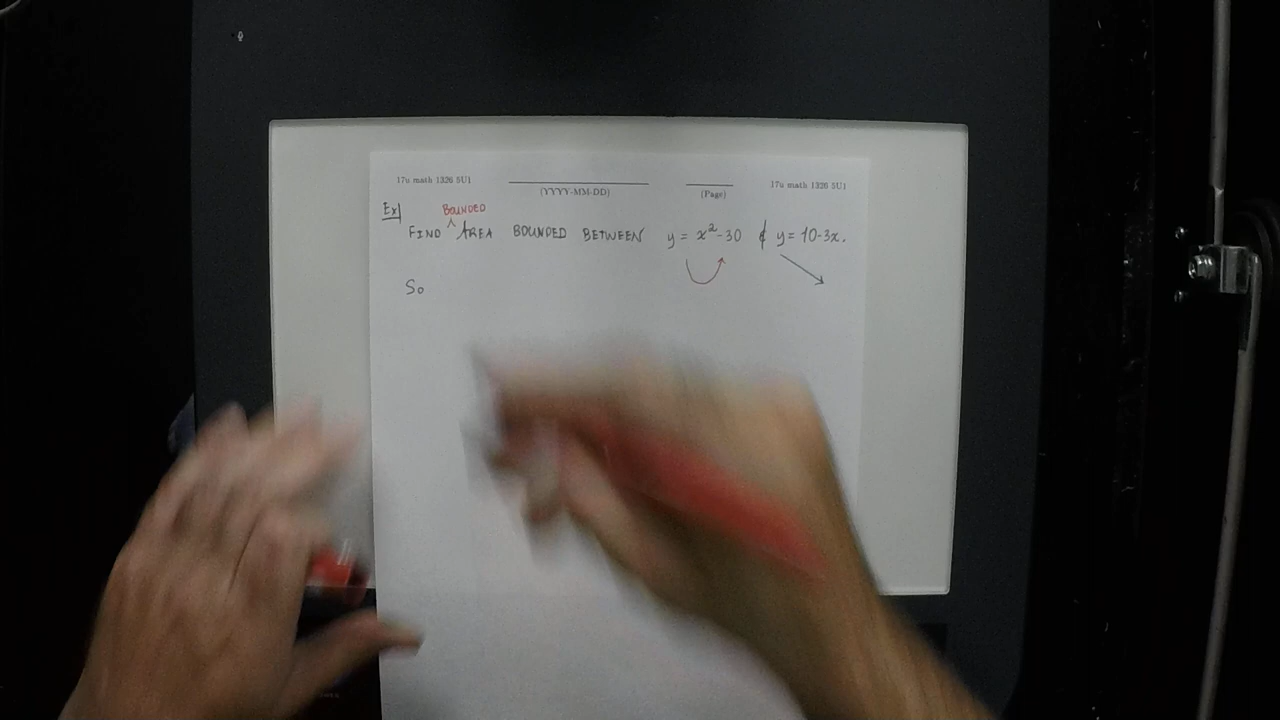 17u math 1326 5U1 (YYYY-MM-DD) (Page) 17u math 1326 5U1
Ex) BOUNDED
FIND ^ AREA BOUNDED BETWEEN y = x²-30 & y = 10-3x.
So